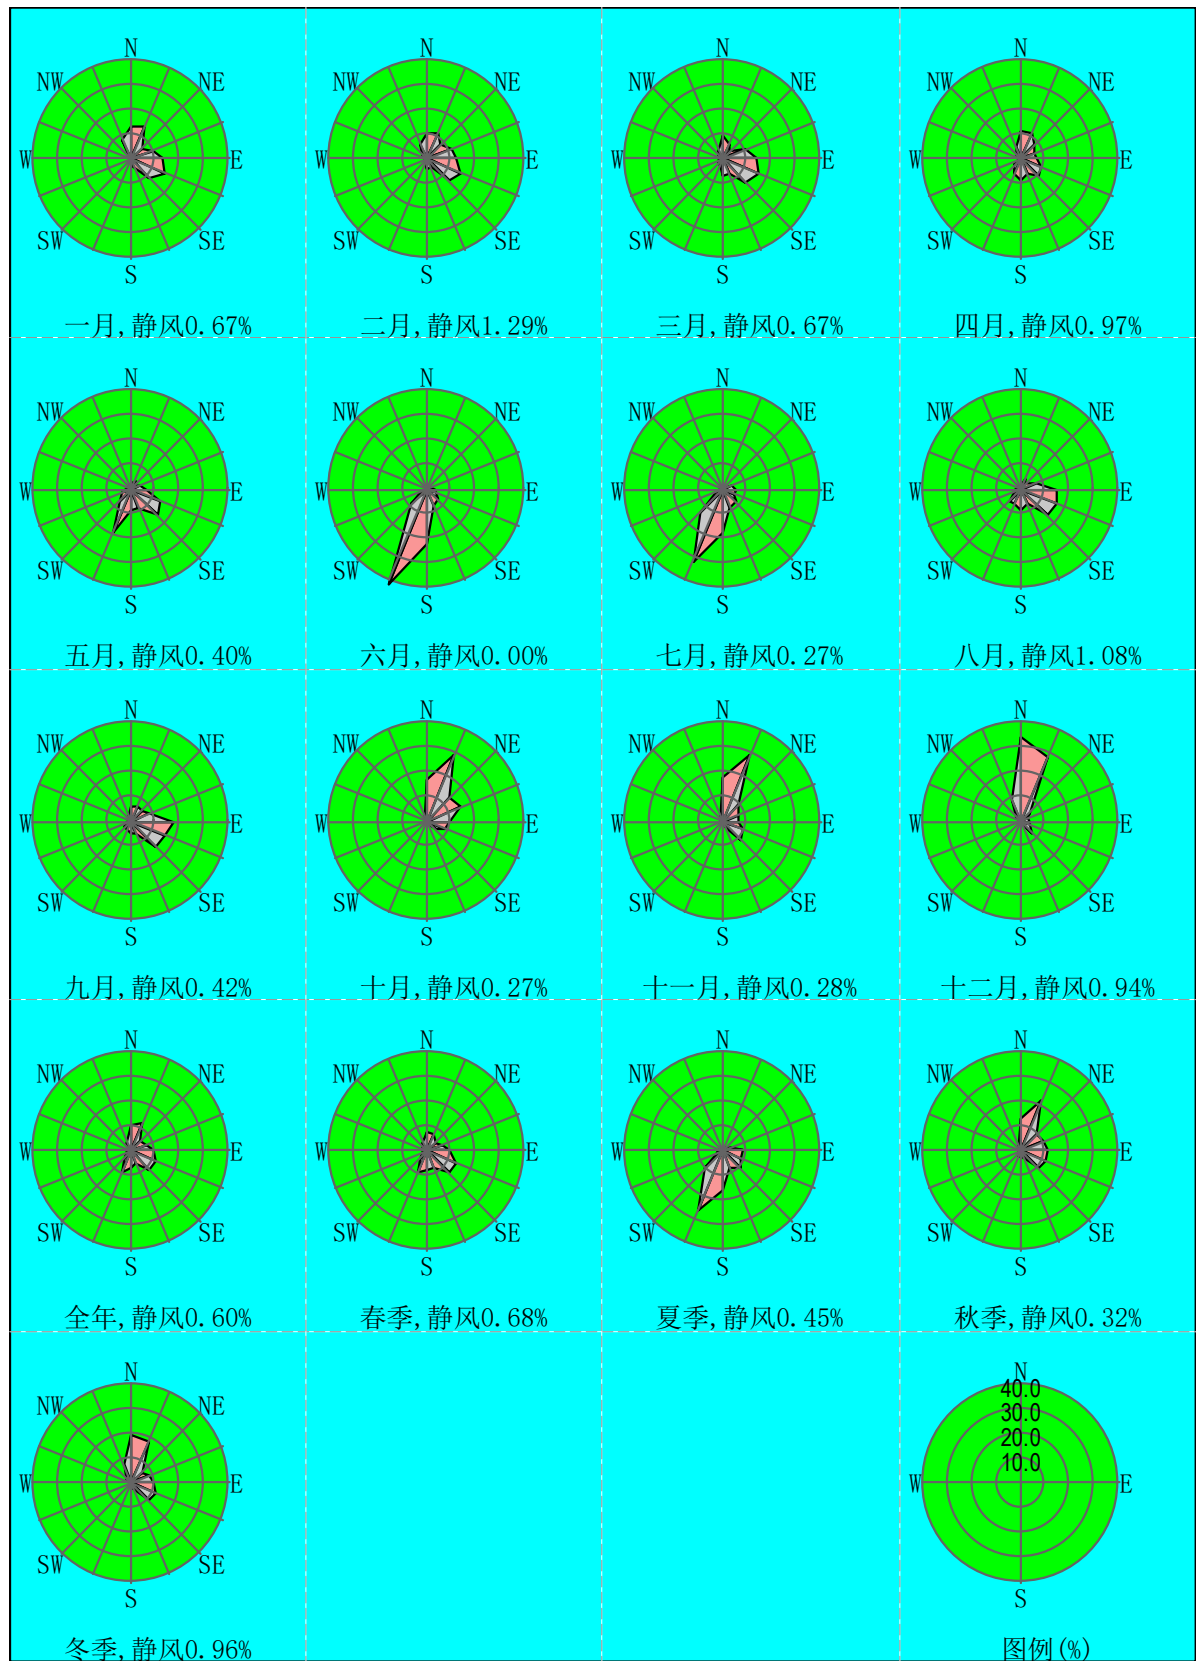 N
NW NE
W E
SW SE
S
一月,静风0.67%
N
NW NE
W E
SW SE
S
二月,静风1.29%
N
NW NE
W E
SW SE
S
三月,静风0.67%
N
NW NE
W E
SW SE
S
四月,静风0.97%
N
NW NE
W E
SW SE
S
五月,静风0.40%
N
NW NE
W E
SW SE
S
六月,静风0.00%
N
NW NE
W E
SW SE
S
七月,静风0.27%
N
NW NE
W E
SW SE
S
八月,静风1.08%
N
NW NE
W E
SW SE
S
九月,静风0.42%
N
NW NE
W E
SW SE
S
十月,静风0.27%
N
NW NE
W E
SW SE
S
十一月,静风0.28%
N
NW NE
W E
SW SE
S
十二月,静风0.94%
N
NW NE
W E
SW SE
S
全年,静风0.60%
N
NW NE
W E
SW SE
S
春季,静风0.68%
N
NW NE
W E
SW SE
S
夏季,静风0.45%
N
NW NE
W E
SW SE
S
秋季,静风0.32%
N
NW NE
W E
SW SE
S
冬季,静风0.96%
N
40.0
30.0
20.0
10.0
W E
S
图例(%)